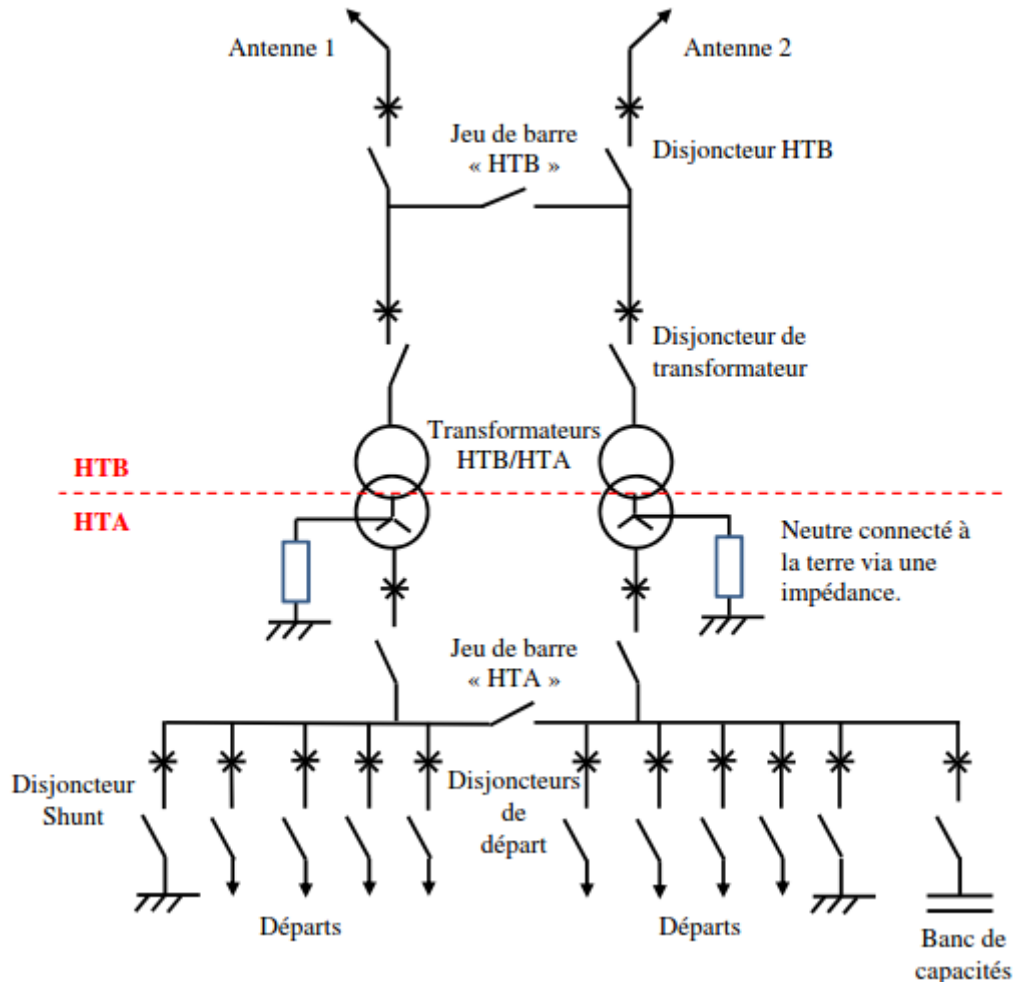 Antenne 1
Antenne 2
Jeu de barre
« HTB »
Disjoncteur HTB
Disjoncteur de
transformateur
Transformateurs
HTB/HTA
HTB
HTA
Neutre connecté à
la terre via une
impédance.
Jeu de barre
« HTA »
Disjoncteur
Shunt
Disjoncteurs
de
départ
Départs
Départs
Banc de
capacités